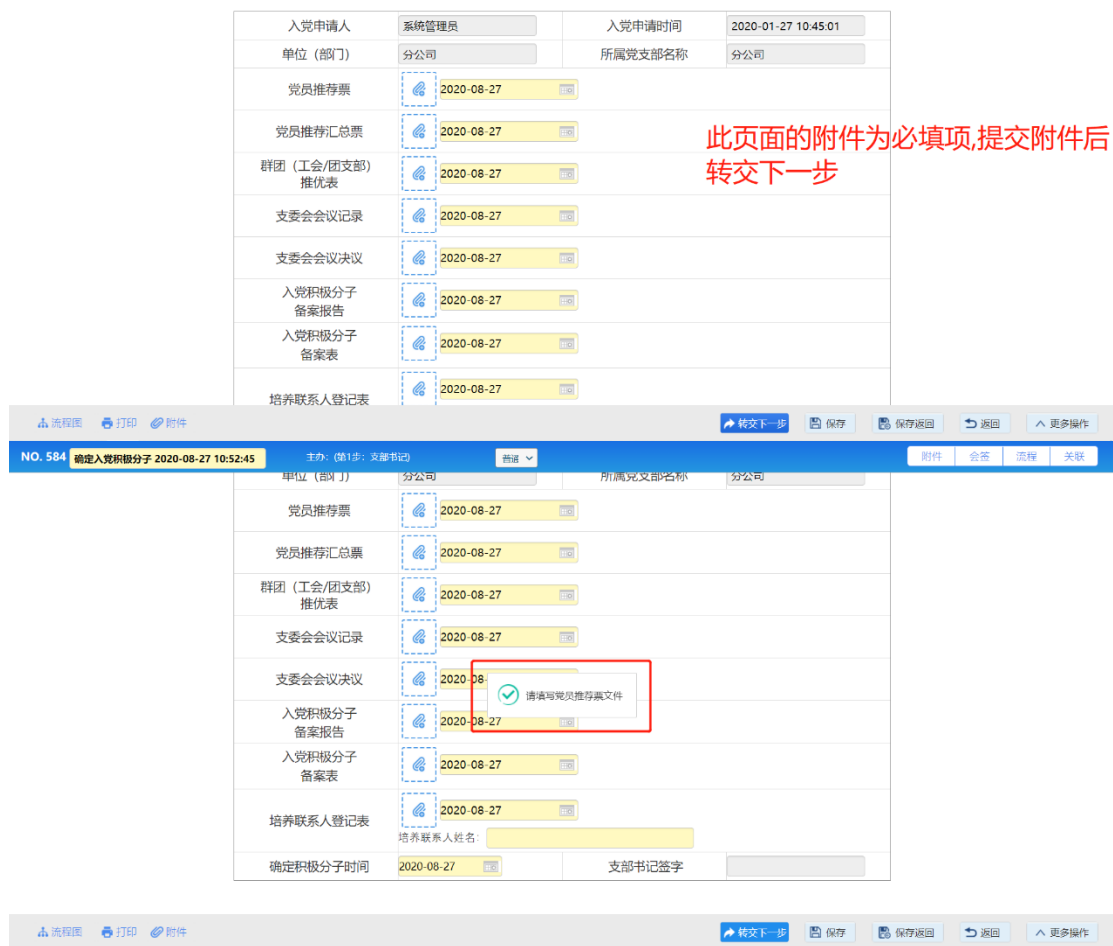 入党申请人 系统管理员 入党申请时间 2020-01-27 10:45:01
单位（部门） 分公司 所属党支部名称 分公司
党员推荐票 2020-08-27
党员推荐汇总票 2020-08-27
此页面的附件为必填项,提交附件后
转交下一步
群团（工会/团支部）
推优表 2020-08-27
支委会会议记录 2020-08-27
支委会会议决议 2020-08-27
入党积极分子
备案报告 2020-08-27
入党积极分子
备案表 2020-08-27
培养联系人登记表 2020-08-27
流程图 打印 附件 转交下一步 保存 保存返回 返回 更多操作
NO. 584 确定入党积极分子 2020-08-27 10:52:45 主办: (第1步: 支部书记) 普通 附件 会签 流程 关联
单位（部门） 分公司 所属党支部名称 分公司
党员推荐票 2020-08-27
党员推荐汇总票 2020-08-27
群团（工会/团支部）
推优表 2020-08-27
支委会会议记录 2020-08-27
支委会会议决议 2020-08-
请填写党员推荐票文件
入党积极分子
备案报告 2020-08-27
入党积极分子
备案表 2020-08-27
培养联系人登记表 2020-08-27
培养联系人姓名:
确定积极分子时间 2020-08-27 支部书记签字
流程图 打印 附件 转交下一步 保存 保存返回 返回 更多操作